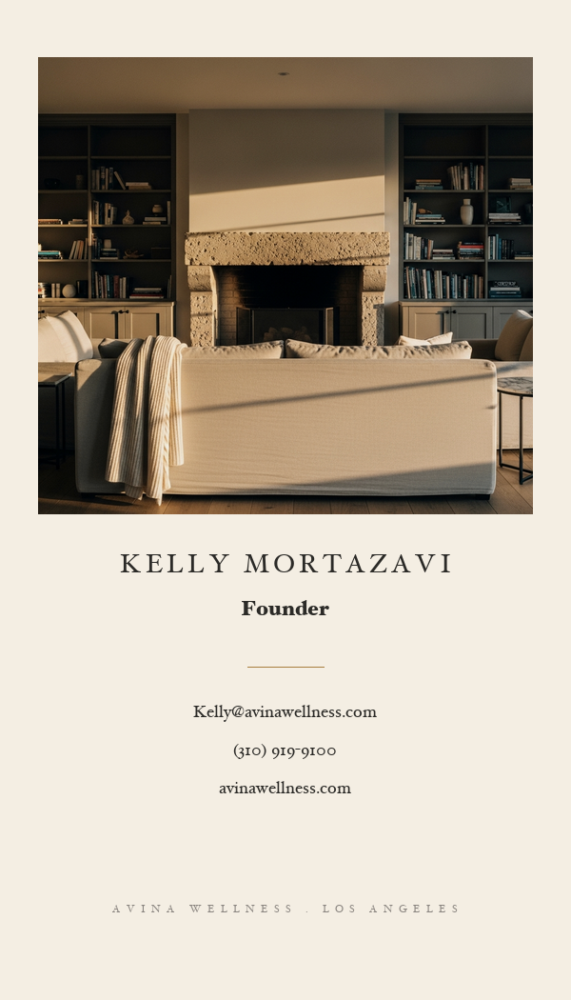 KELLY MORTAZAVI
Founder
Kelly@avinawellness.com
(310) 919-9100
avinawellness.com
AVINA WELLNESS . LOS ANGELES